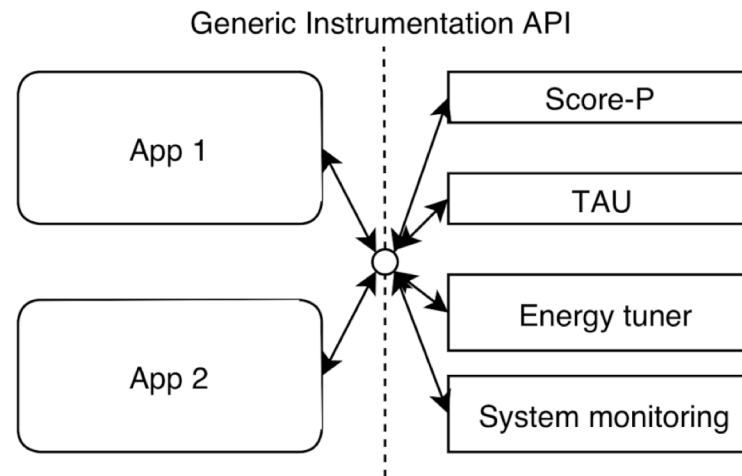 Generic Instrumentation API
App 1
App 2
Score-P
TAU
Energy tuner
System monitoring